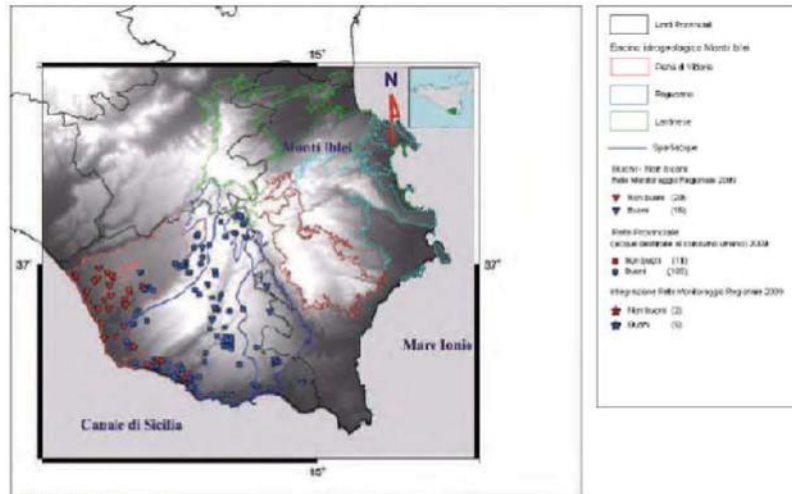 15°
N
Monti Iblei
37°
37°
Mare Ionio
Canale di Sicilia
15°
Limiti Provinciali
Bacino idrogeologico Monti Iblei
Piana di Vittoria
Ragusano
Lentinese
Spartiacque
Buoni - Non buoni
Rete Monitoraggio Regionale 2009
Non buoni
Buoni
Rete Provinciale
(acque destinate al consumo umano) 2009
Non buoni
Buoni
Integrazione Rete Monitoraggio Regionale 2009
Non buoni (2)
Buoni